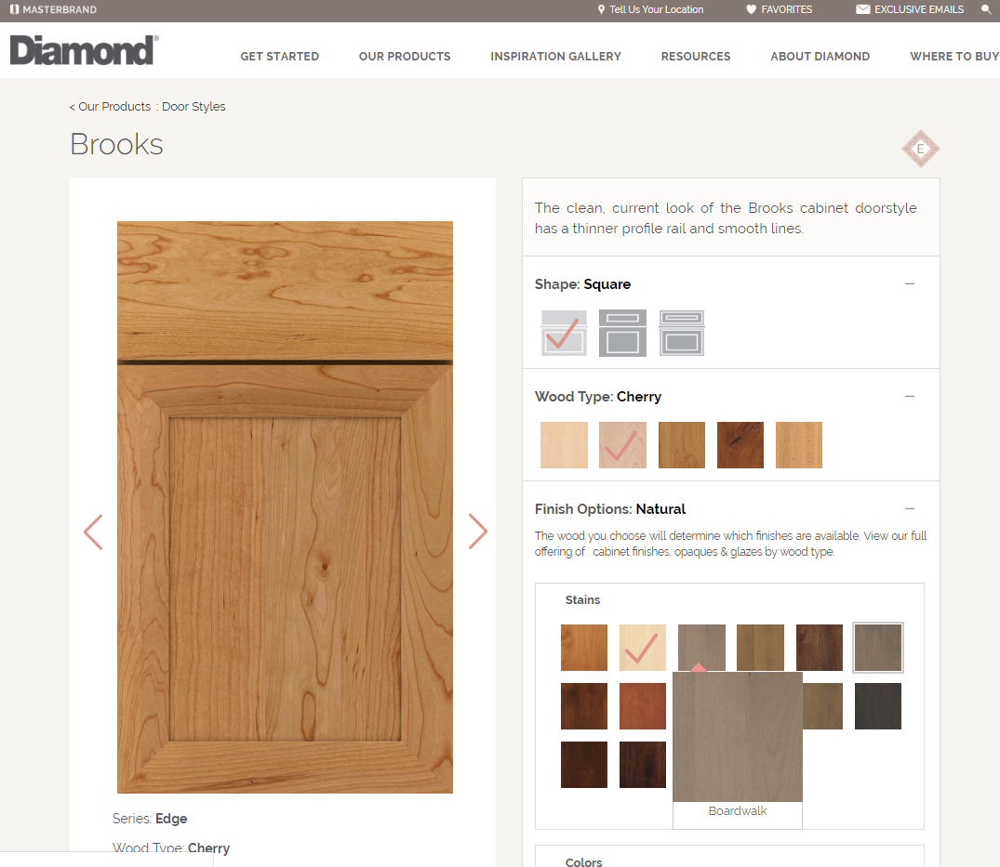 MASTERBRAND
Tell Us Your Location
FAVORITES
EXCLUSIVE EMAILS
Diamond®
GET STARTED
OUR PRODUCTS
INSPIRATION GALLERY
RESOURCES
ABOUT DIAMOND
WHERE TO BUY
< Our Products : Door Styles
Brooks
E
The clean, current look of the Brooks cabinet doorstyle
has a thinner profile rail and smooth lines.
Shape: Square
Wood Type: Cherry
Finish Options: Natural
The wood you choose will determine which finishes are available. View our full
offering of cabinet finishes, opaques & glazes by wood type.
Stains
Boardwalk
Colors
Series: Edge
Wood Type: Cherry